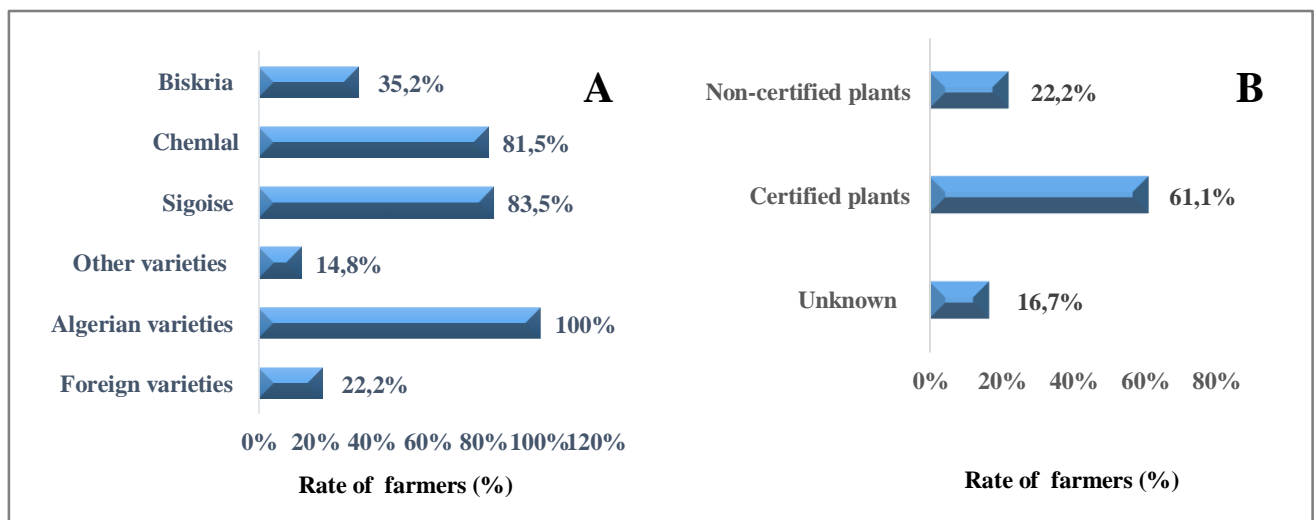 A
Biskria 35,2%
Chemlal 81,5%
Sigoise 83,5%
Other varieties 14,8%
Algerian varieties 100%
Foreign varieties 22,2%
0% 20% 40% 60% 80% 100% 120%
Rate of farmers (%)
B
Non-certified plants 22,2%
Certified plants 61,1%
Unknown 16,7%
0% 20% 40% 60% 80%
Rate of farmers (%)